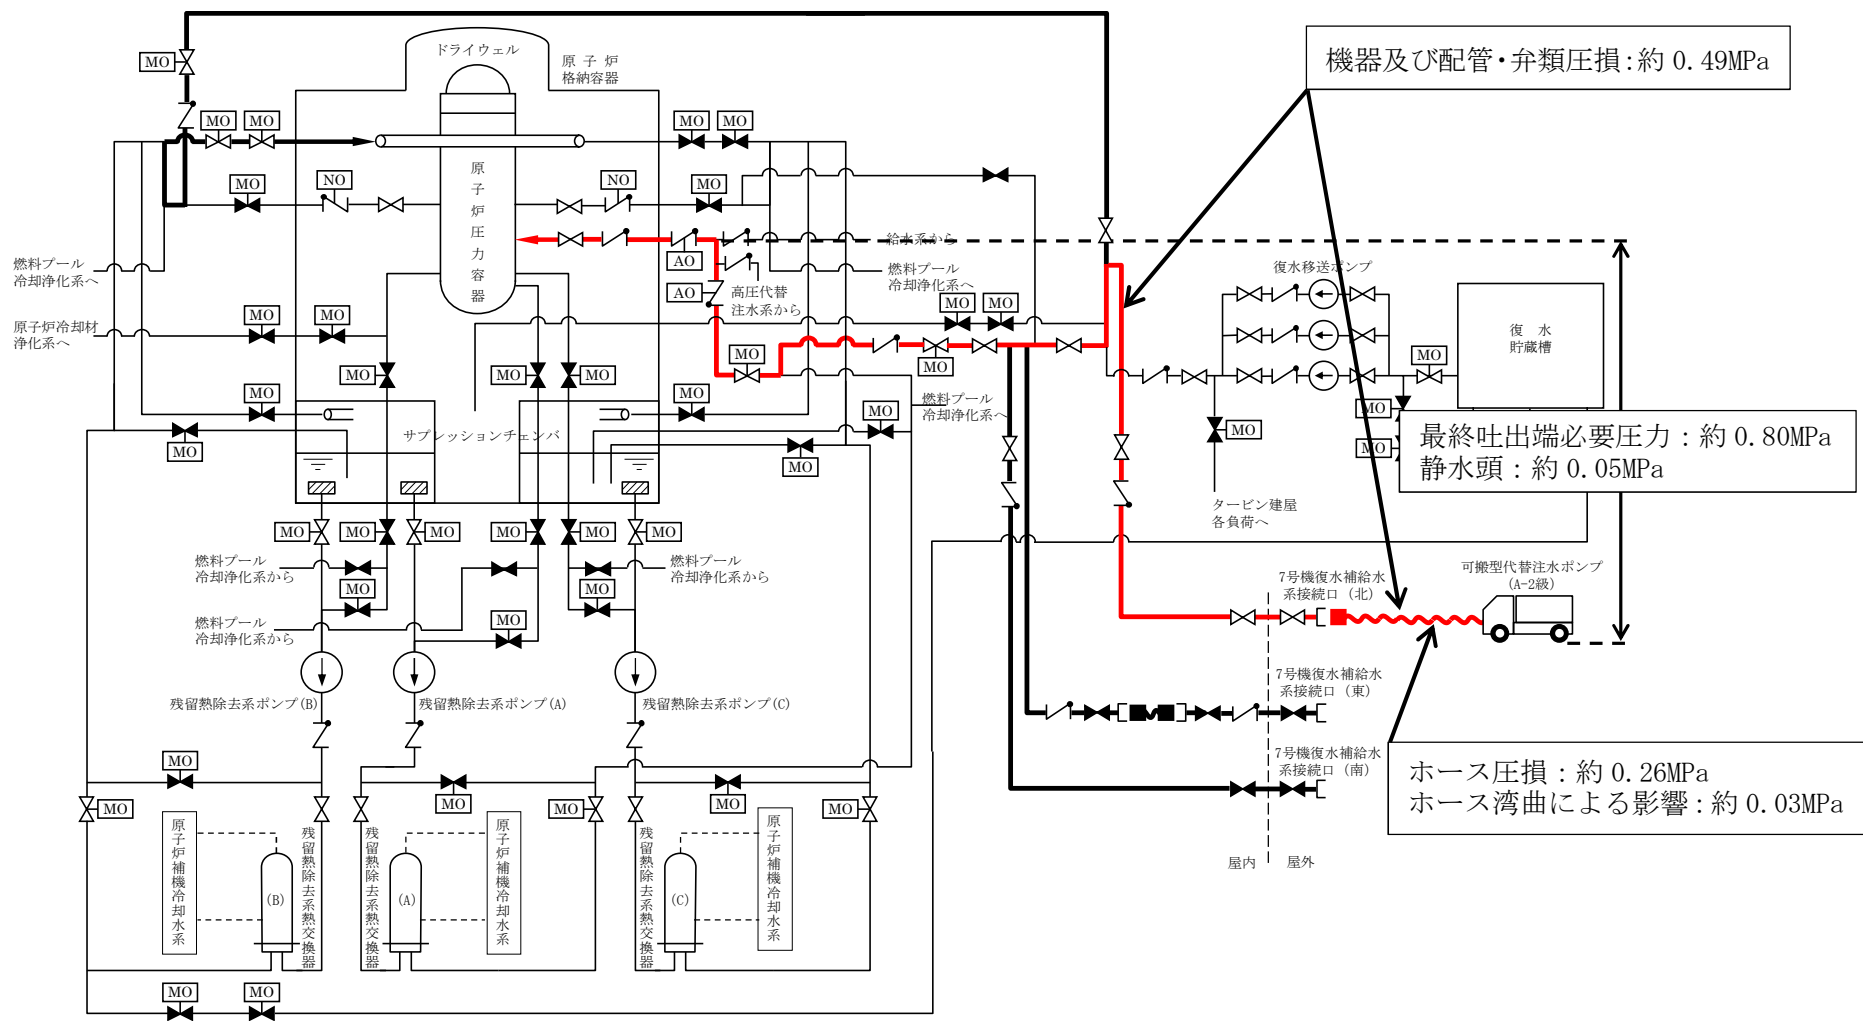 機器及び配管・弁類圧損:約 0.49MPa
ドライウェル
原 子 炉
格納容器
MO
MO
MO
MO
MO
MO
NO
NO
MO
原子炉圧力容器
給水系から
AO
AO
高圧代替
注水系から
燃料プール
冷却浄化系へ
燃料プール
冷却浄化系へ
復水移送ポンプ
MO
MO
復 水
貯蔵槽
原子炉冷却材
浄化系へ
MO
MO
MO
MO
MO
MO
MO
MO
MO
MO
MO
燃料プール
冷却浄化系へ
MO
MO
MO
MO
サプレッションチェンバ
MO
MO
MO
最終吐出端必要圧力:約 0.80MPa
静水頭:約 0.05MPa
タービン建屋
各負荷へ
MO
MO
MO
MO
MO
MO
燃料プール
冷却浄化系から
燃料プール
冷却浄化系から
MO
MO
MO
燃料プール
冷却浄化系から
7号機復水補給水
系接続口(北)
可搬型代替注水ポンプ
(A-2級)
残留熱除去系ポンプ(B)
残留熱除去系ポンプ(A)
残留熱除去系ポンプ(C)
7号機復水補給水
系接続口(東)
7号機復水補給水
系接続口(南)
ホース圧損:約 0.26MPa
ホース湾曲による影響:約 0.03MPa
MO
MO
MO
MO
MO
MO
原子炉補機冷却水系
(B)
残留熱除去系熱交換器
残留熱除去系熱交換器
(A)
原子炉補機冷却水系
残留熱除去系熱交換器
(C)
原子炉補機冷却水系
屋内
屋外
MO
MO